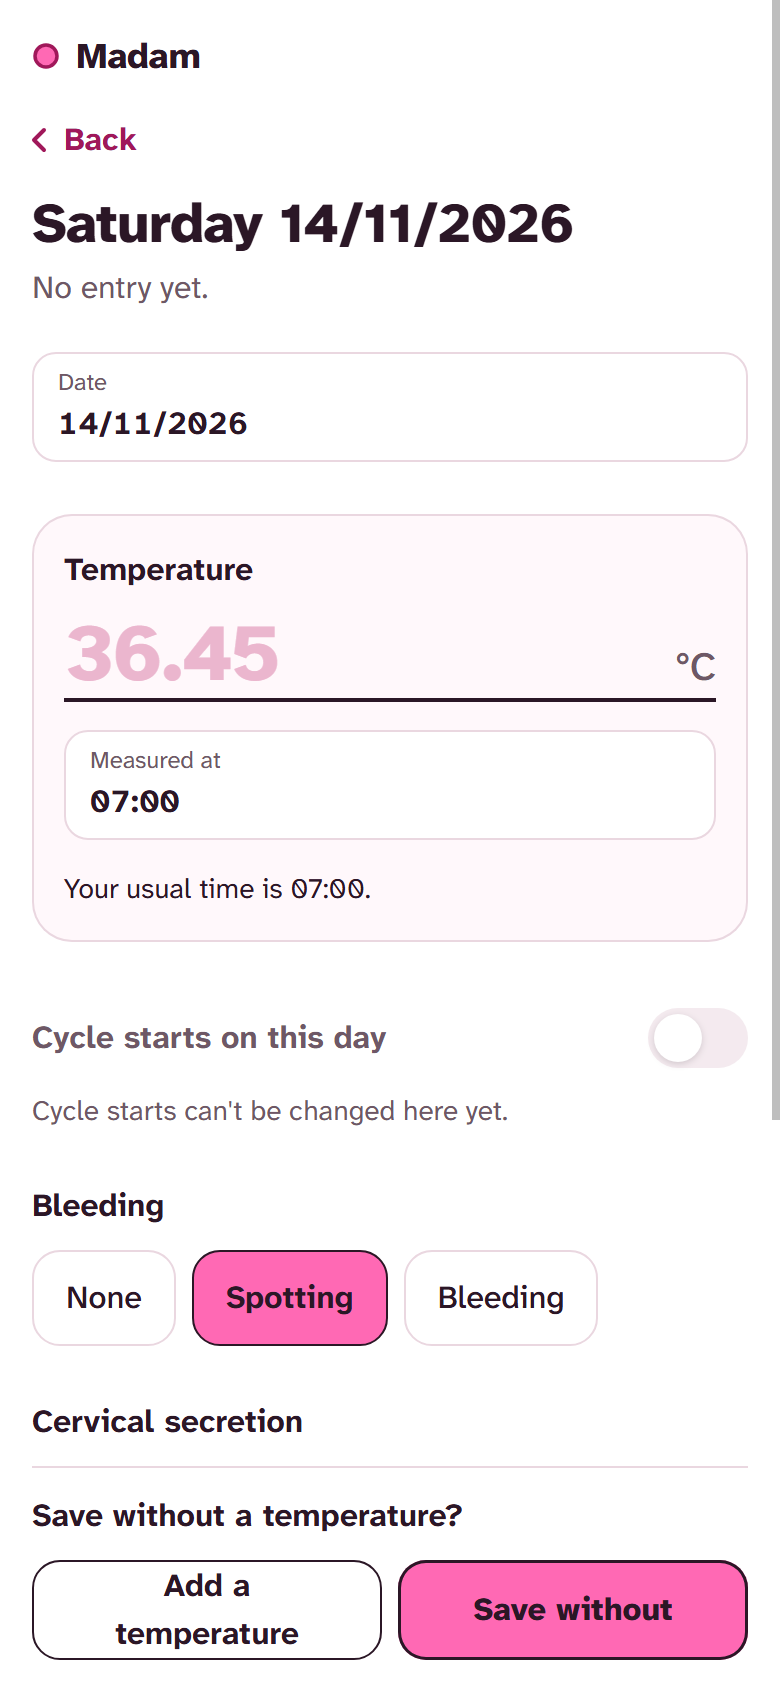 Madam
Back
Saturday 14/11/2026
No entry yet.
Date
14/11/2026
Temperature
36.45
°C
Measured at
07:00
Your usual time is 07:00.
Cycle starts on this day
Cycle starts can't be changed here yet.
Bleeding
None
Spotting
Bleeding
Cervical secretion
Save without a temperature?
Add a
temperature
Save without